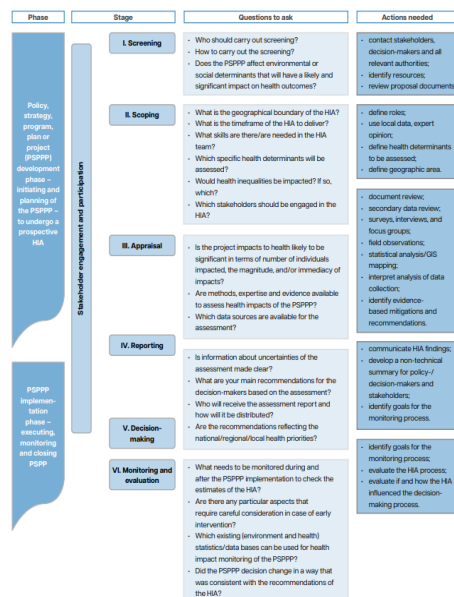 Phase
Stage
Questions to ask
Actions needed
Policy,
strategy,
program,
plan or
project
(PSPPP)
development
phase –
initiating and
planning of
the PSPPP –
to undergo a
prospective
HIA
PSPPP
implemen-
tation
phase –
executing,
monitoring
and closing
PSPP
Stakeholder engagement and participation
I. Screening
• Who should carry out screening?
• How to carry out the screening?
• Does the PSPPP affect environmental or
social determinants that will have a likely and
significant impact on health outcomes?
• contact stakeholders,
decision-makers and all
relevant authorities;
• identify resources;
• review proposal documents
II. Scoping
• What is the geographical boundary of the HIA?
• What is the timeframe of the HIA to deliver?
• What skills are there/are needed in the HIA
team?
• Which specific health determinants will be
assessed?
• Would health inequalities be impacted? If so,
which?
• Which stakeholders should be engaged in the
HIA?
• define roles;
• use local data, expert
opinion;
• define health determinants
to be assessed;
• define geographic area.
III. Appraisal
• Is the project impacts to health likely to be
significant in terms of number of individuals
impacted, the magnitude, and/or immediacy of
impacts?
• Are methods, expertise and evidence available
to assess health impacts of the PSPPP?
• Which data sources are available for the
assessment?
• document review;
• secondary data review;
• surveys, interviews, and
focus groups;
• field observations;
• statistical analysis/GIS
mapping;
• interpret analysis of data
collection;
• identify evidence-
based mitigations and
recommendations.
IV. Reporting
• Is information about uncertainties of the
assessment made clear?
• What are your main recommendations for the
decision-makers based on the assessment?
• Who will receive the assessment report and
how will it be distributed?
• Are the recommendations reflecting the
national/regional/local health priorities?
• communicate HIA findings;
• develop a non-technical
summary for policy-/
decision-makers and
stakeholders;
• identify goals for the
monitoring process.
V. Decision-
making
VI. Monitoring and
evaluation
• What needs to be monitored during and
after the PSPPP implementation to check the
estimates of the HIA?
• Are there any particular aspects that
require careful consideration in case of early
intervention?
• Which existing (environment and health)
statistics/data bases can be used for health
impact monitoring of the PSPPP?
• Did the PSPPP decision change in a way that
was consistent with the recommendations of
the HIA?
• identify goals for the
monitoring process;
• evaluate the HIA process;
• evaluate if and how the HIA
influenced the decision-
making process.